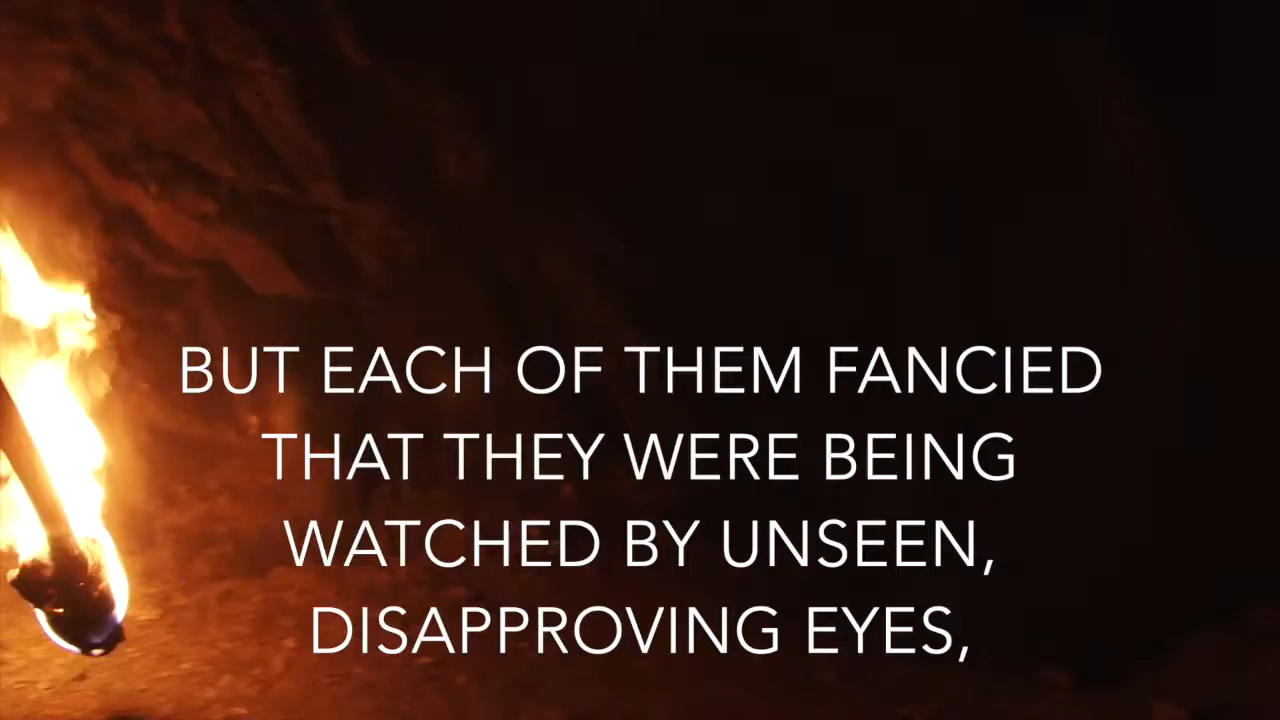 BUT EACH OF THEM FANCIED
THAT THEY WERE BEING
WATCHED BY UNSEEN,
DISAPPROVING EYES,